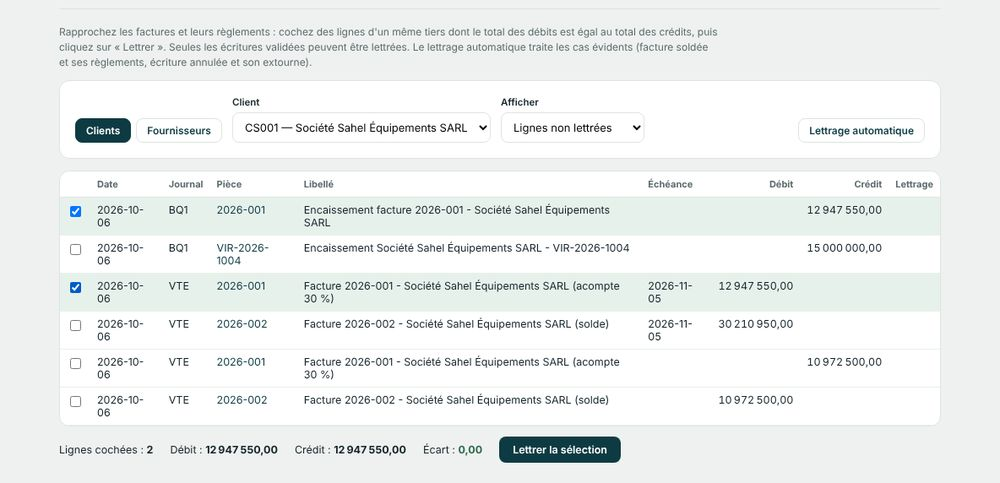 Rapprochez les factures et leurs règlements : cochez des lignes d'un même tiers dont le total des débits est égal au total des crédits, puis
cliquez sur « Lettrer ». Seules les écritures validées peuvent être lettrées. Le lettrage automatique traite les cas évidents (facture soldée
et ses règlements, écriture annulée et son extourne).
Client Afficher
Clients Fournisseurs CS001 — Société Sahel Équipements SARL Lignes non lettrées Lettrage automatique
Date Journal Pièce Libellé Échéance Débit Crédit Lettrage
2026-10- BQ1 2026-001 Encaissement facture 2026-001 - Société Sahel Équipements 12 947 550,00
06 SARL
2026-10- BQ1 VIR-2026- Encaissement Société Sahel Équipements SARL - VIR-2026-1004 15 000 000,00
06 1004
2026-10- VTE 2026-001 Facture 2026-001 - Société Sahel Équipements SARL (acompte 2026-11- 12 947 550,00
06 30 %) 05
2026-10- VTE 2026-002 Facture 2026-002 - Société Sahel Équipements SARL (solde) 2026-11- 30 210 950,00
06 05
2026-10- VTE 2026-001 Facture 2026-001 - Société Sahel Équipements SARL (acompte 10 972 500,00
06 30 %)
2026-10- VTE 2026-002 Facture 2026-002 - Société Sahel Équipements SARL (solde) 10 972 500,00
06
Lignes cochées : 2 Débit : 12 947 550,00 Crédit : 12 947 550,00 Écart : 0,00 Lettrer la sélection